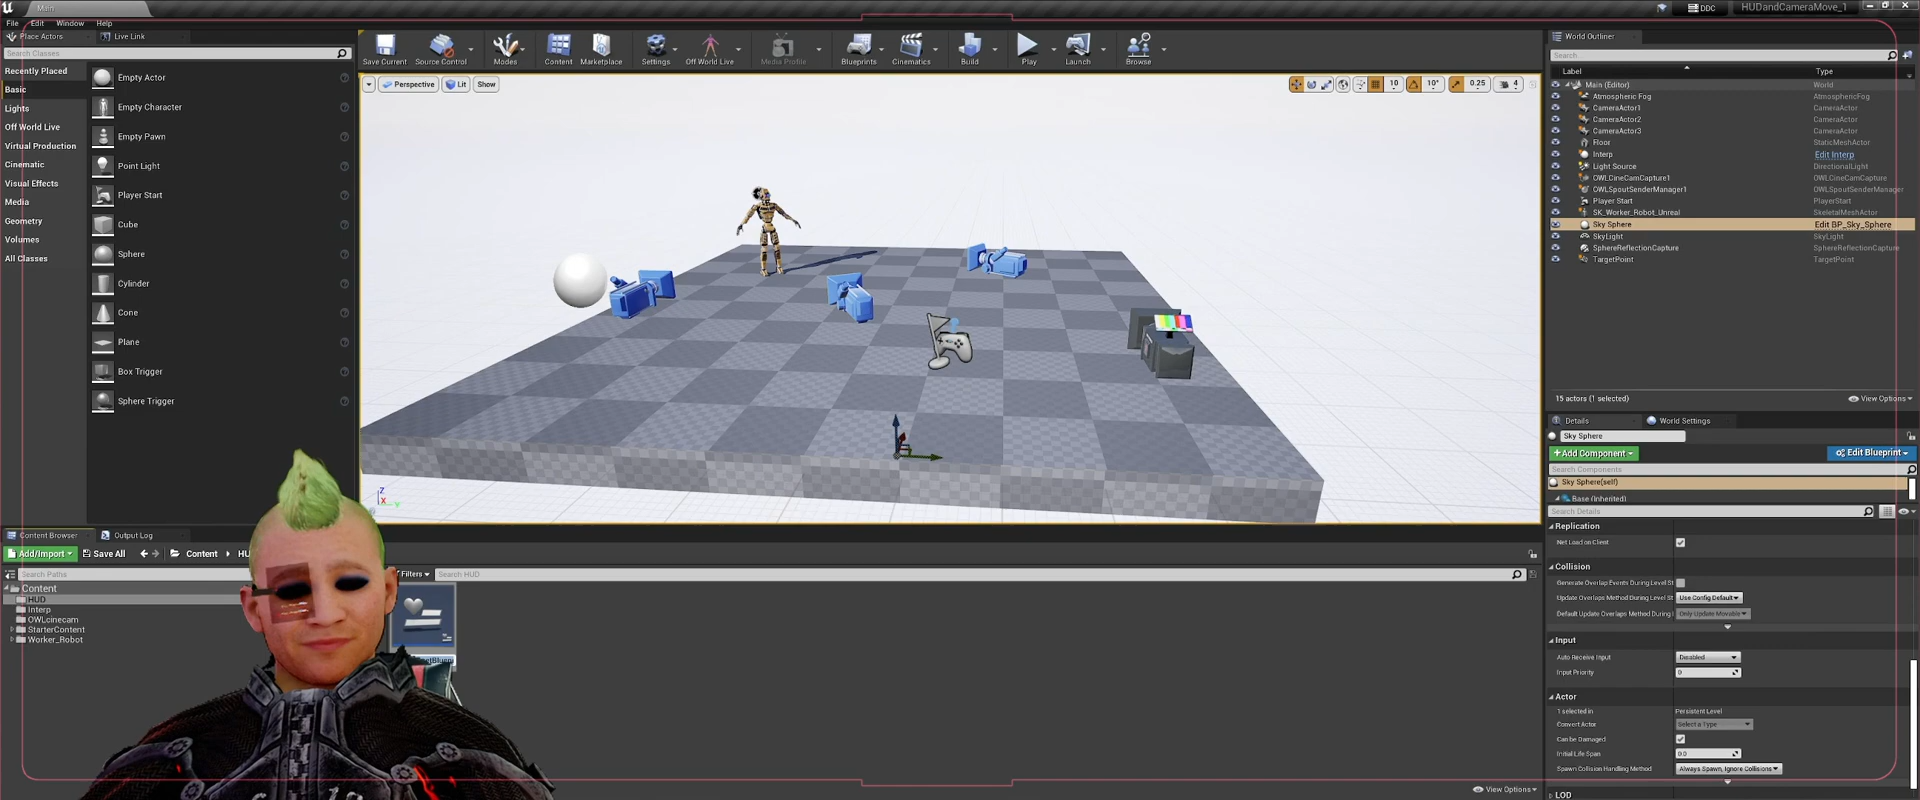 Main
DDC
HUDandCameraMove_1
File Edit Window Help
Place Actors
Live Link
Search Classes
Recently Placed
Basic
Lights
Off World Live
Virtual Production
Cinematic
Visual Effects
Media
Geometry
Volumes
All Classes
Empty Actor
Empty Character
Empty Pawn
Point Light
Player Start
Cube
Sphere
Cylinder
Cone
Plane
Box Trigger
Sphere Trigger
Save Current
Source Control
Modes
Content
Marketplace
Settings
Off World Live
Media Profile
Blueprints
Cinematics
Build
Play
Launch
Browse
Perspective
Lit
Show
10
10°
0.25
4
Z
X
Y
World Outliner
Search
Label Type
Main (Editor) World
Atmospheric Fog AtmosphericFog
CameraActor1 CameraActor
CameraActor2 CameraActor
CameraActor3 CameraActor
Floor StaticMeshActor
Interp Edit Interp
Light Source DirectionalLight
OWLCineCamCapture1 OWLCineCamCapture
OWLSpoutSenderManager1 OWLSpoutSenderManager
Player Start PlayerStart
SK_Worker_Robot_Unreal SkeletalMeshActor
Sky Sphere Edit BP_Sky_Sphere
SkyLight SkyLight
SphereReflectionCapture SphereReflectionCapture
TargetPoint TargetPoint
15 actors (1 selected)
View Options
Details
World Settings
Sky Sphere
+Add Component
Edit Blueprint
Search Components
Sky Sphere(self)
Base (Inherited)
Search Details
Replication
Net Load on Client
Collision
Generate Overlap Events During Level St
Update Overlaps Method During Level St Use Config Default
Default Update Overlaps Method During Only Update Movable
Input
Auto Receive Input Disabled
Input Priority 0
Actor
1 selected in Persistent Level
Convert Actor Select a Type
Can be Damaged
Initial Life Span 0.0
Spawn Collision Handling Method Always Spawn, Ignore Collisions
LOD
Content Browser
Output Log
Add/Import
Save All
Content
HU
Search Paths
Filters
Search HUD
Content
HUD
Interp
OWLcinecam
StarterContent
Worker_Robot
View Options